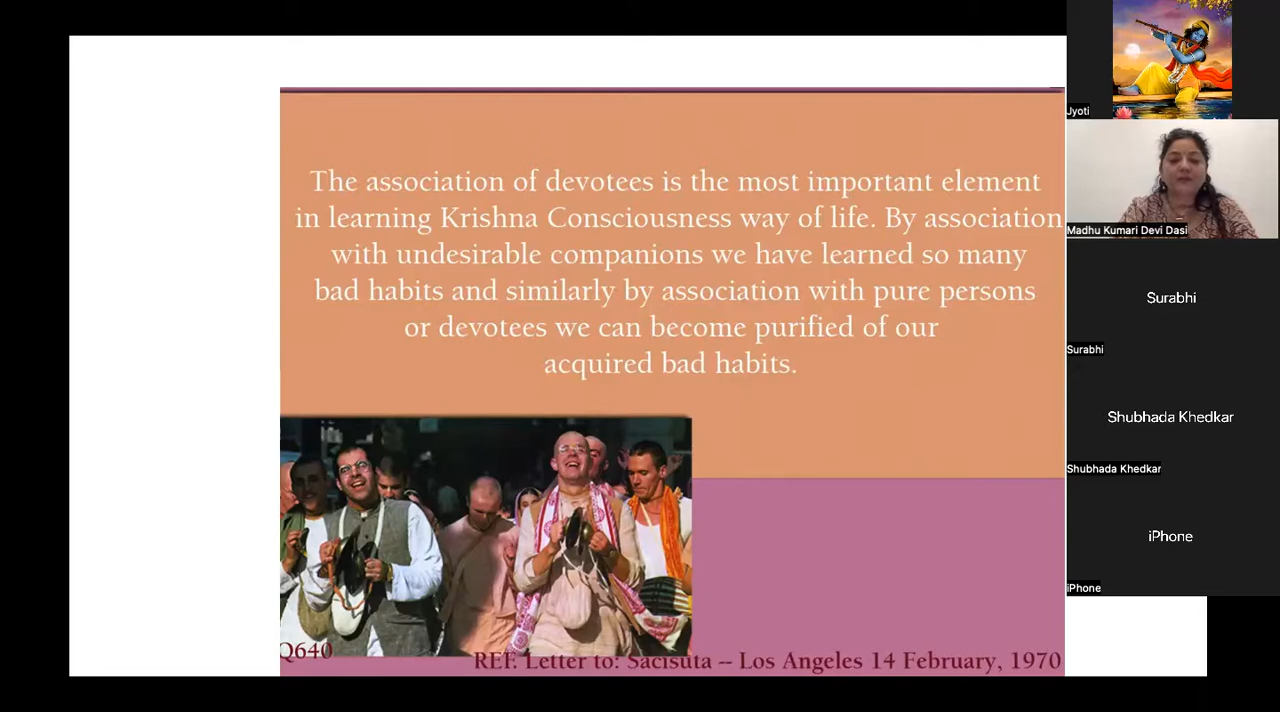 The association of devotees is the most important element
in learning Krishna Consciousness way of life. By association
with undesirable companions we have learned so many
bad habits and similarly by association with pure persons
or devotees we can become purified of our
acquired bad habits.
Q640
REF. Letter to: Sacisuta -- Los Angeles 14 February, 1970
Jyoti
Madhu Kumari Devi Dasi
Surabhi
Surabhi
Shubhada Khedkar
Shubhada Khedkar
iPhone
iPhone